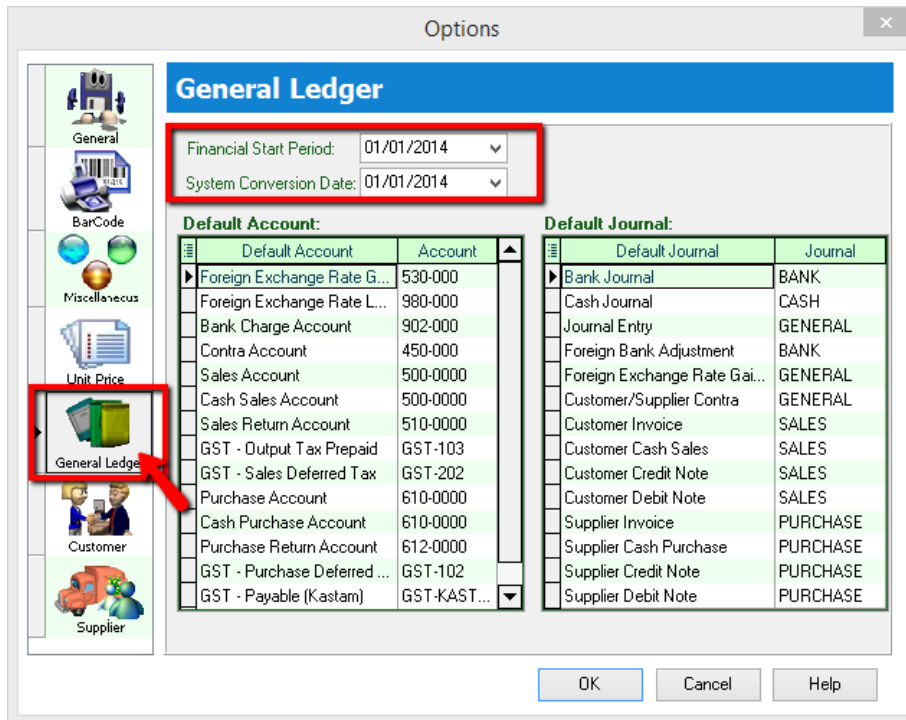 Options
General
BarCode
Miscellanecus
Unit Price
General Ledge
Customer
Supplier
General Ledger
Financial Start Period: 01/01/2014
System Conversion Date: 01/01/2014
Default Account:
Default Account Account
Foreign Exchange Rate G... 530-000
Foreign Exchange Rate L... 980-000
Bank Charge Account 902-000
Contra Account 450-000
Sales Account 500-0000
Cash Sales Account 500-0000
Sales Return Account 510-0000
GST - Output Tax Prepaid GST-103
GST - Sales Deferred Tax GST-202
Purchase Account 610-0000
Cash Purchase Account 610-0000
Purchase Return Account 612-0000
GST - Purchase Deferred ... GST-102
GST - Payable (Kastam) GST-KAST...
Default Journal:
Default Journal Journal
Bank Journal BANK
Cash Journal CASH
Journal Entry GENERAL
Foreign Bank Adjustment BANK
Foreign Exchange Rate Gai... GENERAL
Customer/Supplier Contra GENERAL
Customer Invoice SALES
Customer Cash Sales SALES
Customer Credit Note SALES
Customer Debit Note SALES
Supplier Invoice PURCHASE
Supplier Cash Purchase PURCHASE
Supplier Credit Note PURCHASE
Supplier Debit Note PURCHASE
OK Cancel Help